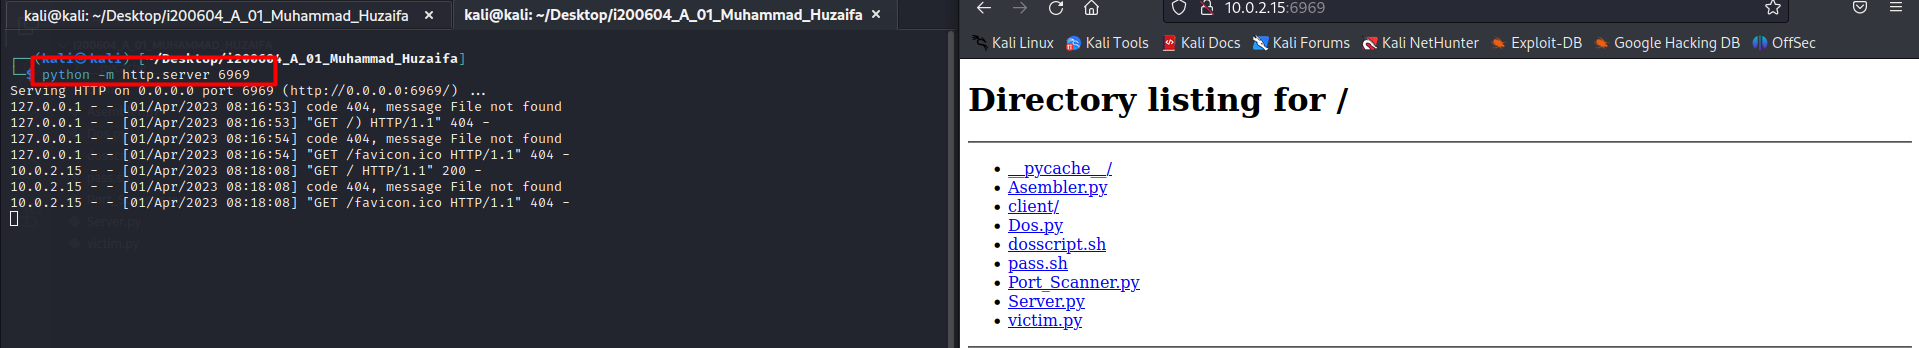 kali@kali: ~/Desktop/i200604_A_01_Muhammad_Huzaifa ×
kali@kali: ~/Desktop/i200604_A_01_Muhammad_Huzaifa ×
(kali㉿kali)-[~/Desktop/i200604_A_01_Muhammad_Huzaifa]
$ python -m http.server 6969
Serving HTTP on 0.0.0.0 port 6969 (http://0.0.0.0:6969/) ...
127.0.0.1 - - [01/Apr/2023 08:16:53] code 404, message File not found
127.0.0.1 - - [01/Apr/2023 08:16:53] "GET /) HTTP/1.1" 404 -
127.0.0.1 - - [01/Apr/2023 08:16:54] code 404, message File not found
127.0.0.1 - - [01/Apr/2023 08:16:54] "GET /favicon.ico HTTP/1.1" 404 -
10.0.2.15 - - [01/Apr/2023 08:18:08] "GET / HTTP/1.1" 200 -
10.0.2.15 - - [01/Apr/2023 08:18:08] code 404, message File not found
10.0.2.15 - - [01/Apr/2023 08:18:08] "GET /favicon.ico HTTP/1.1" 404 -
Server.py
victim.py
10.0.2.15:6969
Kali Linux Kali Tools Kali Docs Kali Forums Kali NetHunter Exploit-DB Google Hacking DB OffSec
Directory listing for /
__pycache__/
Asembler.py
client/
Dos.py
dosscript.sh
pass.sh
Port_Scanner.py
Server.py
victim.py